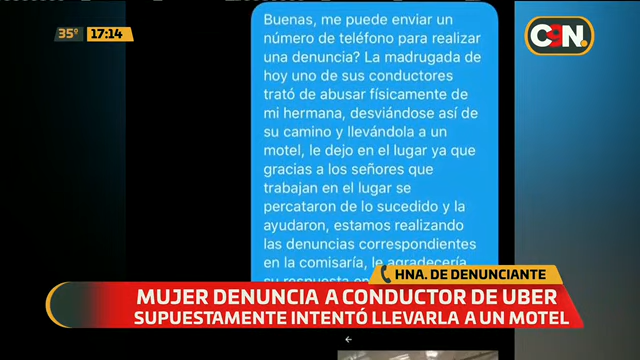 35°
17:14
C9N.
Buenas, me puede enviar un
número de teléfono para realizar
una denuncia? La madrugada de
hoy uno de sus conductores
trató de abusar físicamente de
mi hermana, desviándose así de
su camino y llevándola a un
motel, le dejo en el lugar ya que
gracias a los señores que
trabajan en el lugar se
percataron de lo sucedido y la
ayudaron, estamos realizando
las denuncias correspondientes
en la comisaría, le agradecería
su respuesta
HNA. DE DENUNCIANTE
MUJER DENUNCIA A CONDUCTOR DE UBER
SUPUESTAMENTE INTENTÓ LLEVARLA A UN MOTEL